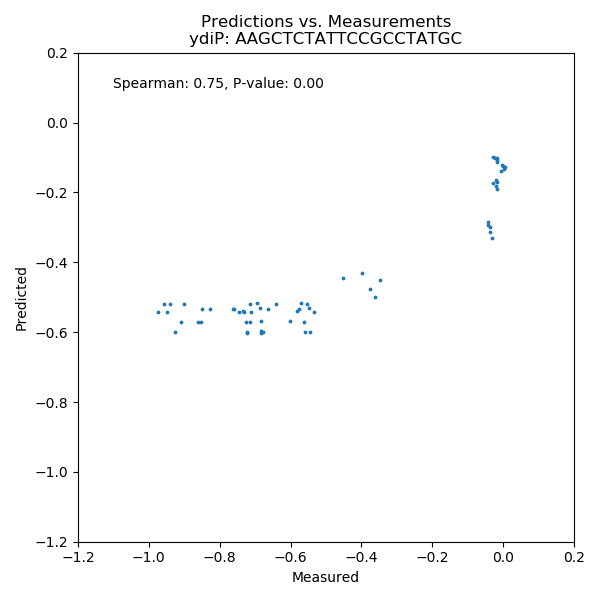 Predictions vs. Measurements
ydiP: AAGCTCTATTCCGCCTATGC
Spearman: 0.75, P-value: 0.00
0.2
0.0
−0.2
−0.4
−0.6
−0.8
−1.0
−1.2
Predicted
−1.2 −1.0 −0.8 −0.6 −0.4 −0.2 0.0 0.2
Measured